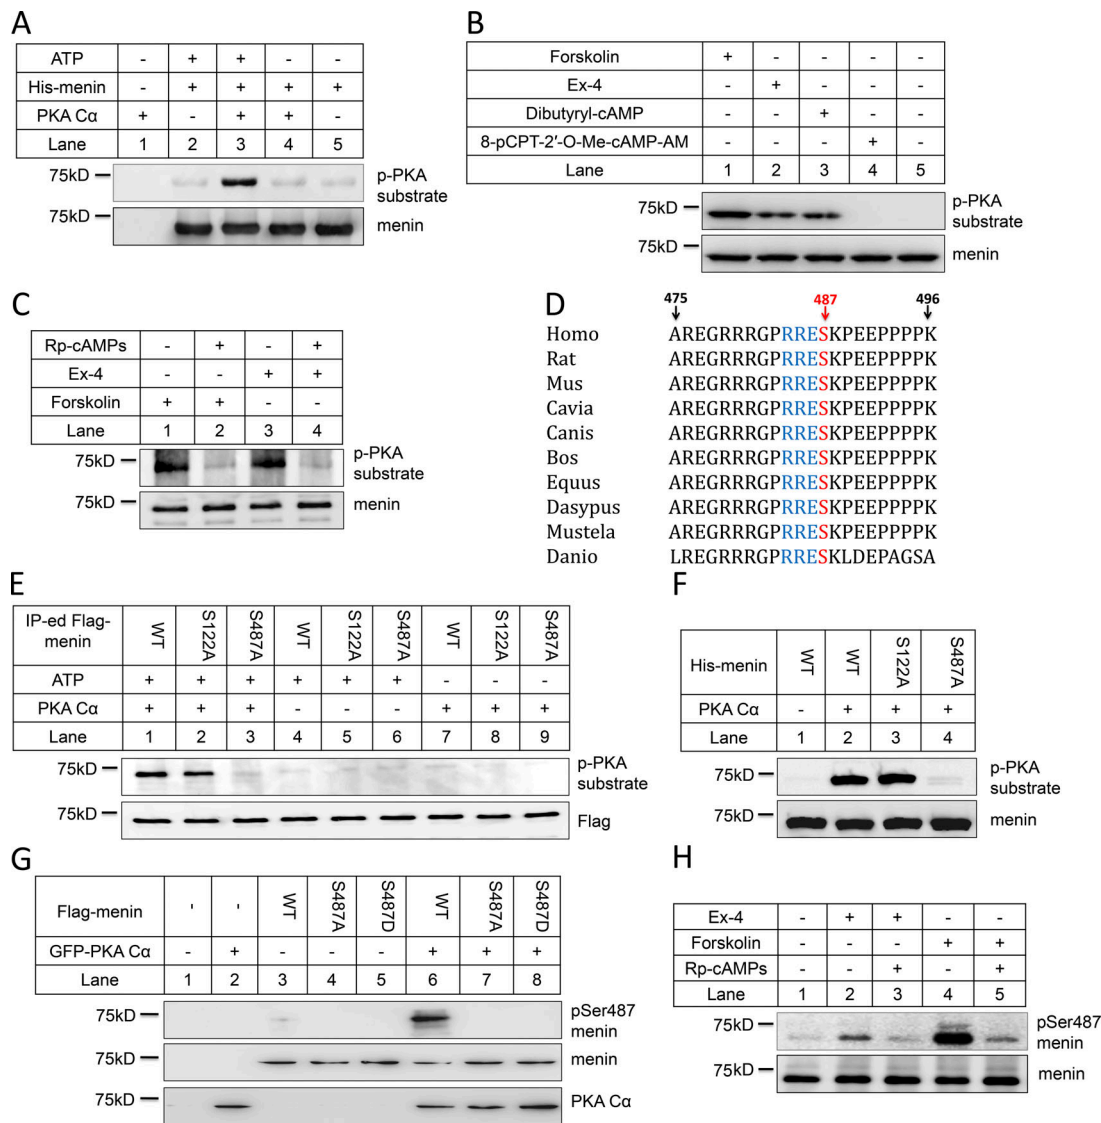 A
ATP - + + - -
His-menin - + + + +
PKA Cα + - + + -
Lane 1 2 3 4 5
75kD p-PKA substrate
75kD menin
B
Forskolin + - - - -
Ex-4 - + - - -
Dibutyryl-cAMP - - + - -
8-pCPT-2′-O-Me-cAMP-AM - - - + -
Lane 1 2 3 4 5
75kD p-PKA substrate
75kD menin
C
Rp-cAMPs - + - +
Ex-4 - - + +
Forskolin + + - -
Lane 1 2 3 4
75kD p-PKA substrate
75kD menin
D
475 487 496
Homo AREGRRRGPRRESKPEEPPPPK
Rat AREGRRRGPRRESKPEEPPPPK
Mus AREGRRRGPRRESKPEEPPPPK
Cavia AREGRRRGPRRESKPEEPPPPK
Canis AREGRRRGPRRESKPEEPPPPK
Bos AREGRRRGPRRESKPEEPPPPK
Equus AREGRRRGPRRESKPEEPPPPK
Dasypus AREGRRRGPRRESKPEEPPPPK
Mustela AREGRRRGPRRESKPEEPPPPK
Danio LREGRRRGPRRESKLDEPAGSA
E
IP-ed Flag-menin WT S122A S487A WT S122A S487A WT S122A S487A
ATP + + + + + + - - -
PKA Cα + + + - - - + + +
Lane 1 2 3 4 5 6 7 8 9
75kD p-PKA substrate
75kD Flag
F
His-menin WT WT S122A S487A
PKA Cα - + + +
Lane 1 2 3 4
75kD p-PKA substrate
75kD menin
G
Flag-menin - - WT S487A S487D WT S487A S487D
GFP-PKA Cα - + - - - + + +
Lane 1 2 3 4 5 6 7 8
75kD pSer487 menin
75kD menin
75kD PKA Cα
H
Ex-4 - + + - -
Forskolin - - - + +
Rp-cAMPs - - + - +
Lane 1 2 3 4 5
75kD pSer487 menin
75kD menin